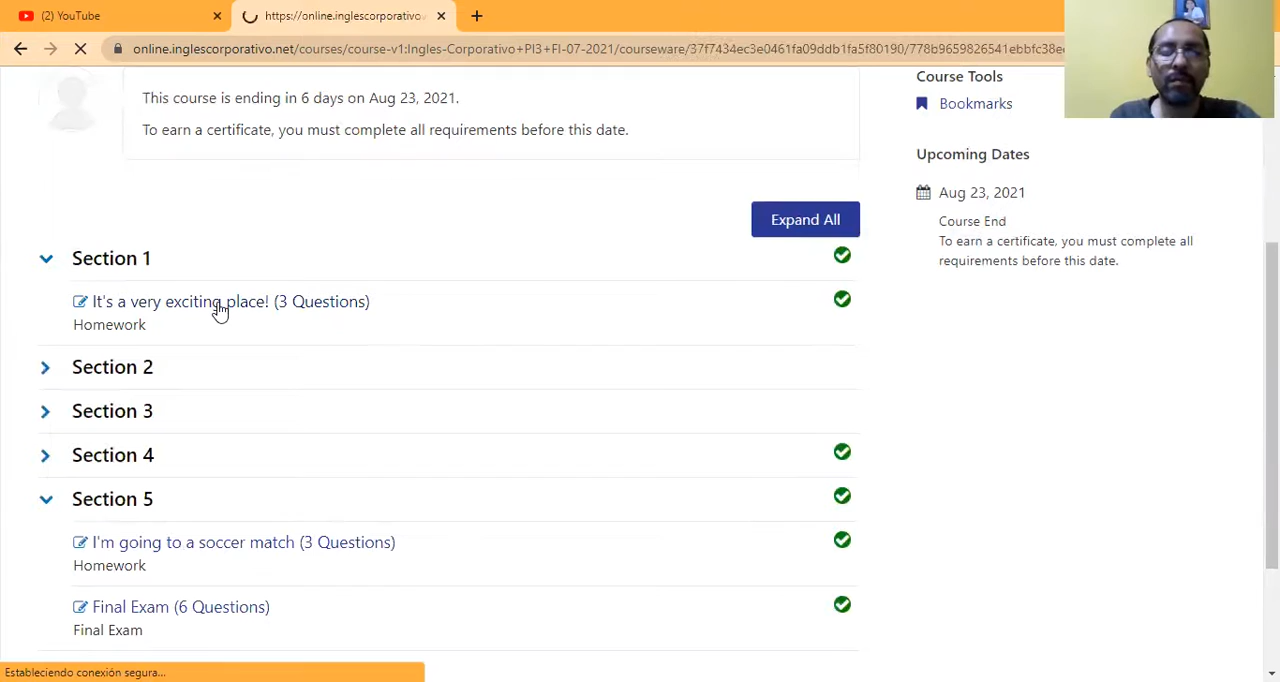 (2) YouTube
https://online.inglescorporativo.
online.inglescorporativo.net/courses/course-v1:Ingles-Corporativo+PI3+FI-07-2021/courseware/37f7434ec3e0461fa09ddb1fa5f80190/778b9659826541ebbfc38e
This course is ending in 6 days on Aug 23, 2021.
To earn a certificate, you must complete all requirements before this date.
Expand All
Section 1
It's a very exciting place! (3 Questions)
Homework
Section 2
Section 3
Section 4
Section 5
I'm going to a soccer match (3 Questions)
Homework
Final Exam (6 Questions)
Final Exam
Course Tools
Bookmarks
Upcoming Dates
Aug 23, 2021
Course End
To earn a certificate, you must complete all
requirements before this date.
Estableciendo conexión segura...